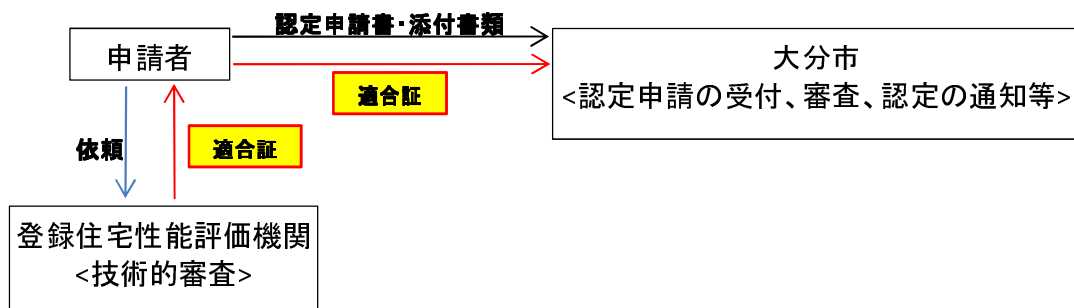 認定申請書・添付書類
申請者
大分市
<認定申請の受付、審査、認定の通知等>
適合証
依頼
適合証
登録住宅性能評価機関
<技術的審査>